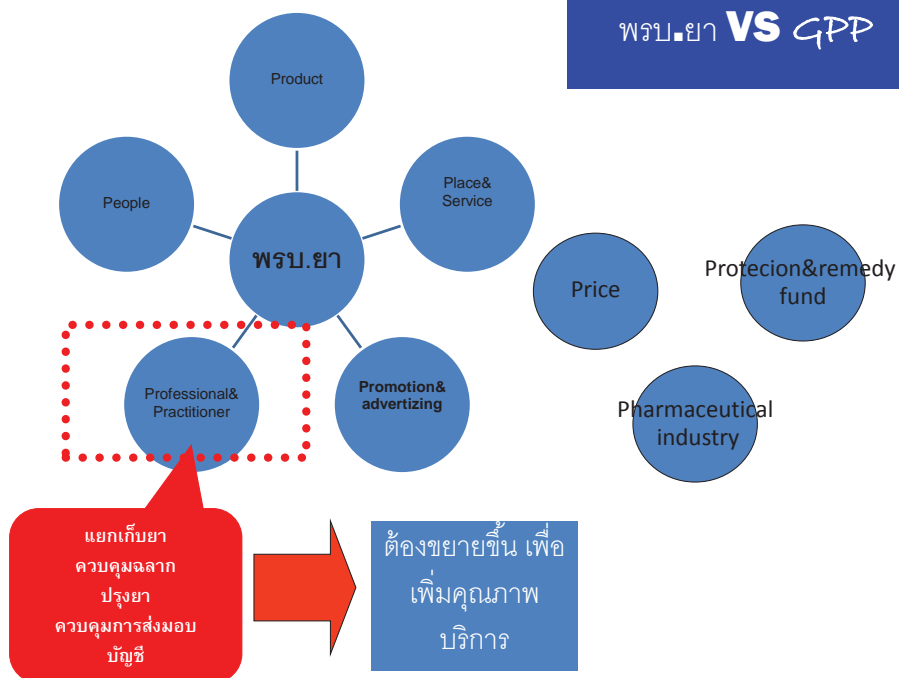 พรบ.ยา VS GPP
Product
People
Place&
Service
พรบ.ยา
Price
Protecion&remedy
fund
Professional&
Practitioner
Promotion&
advertizing
Pharmaceutical
industry
แยกเก็บยา
ควบคุมฉลาก
ปรุงยา
ควบคุมการส่งมอบ
บัญชี
ต้องขยายขึ้น เพื่อ
เพิ่มคุณภาพ
บริการ